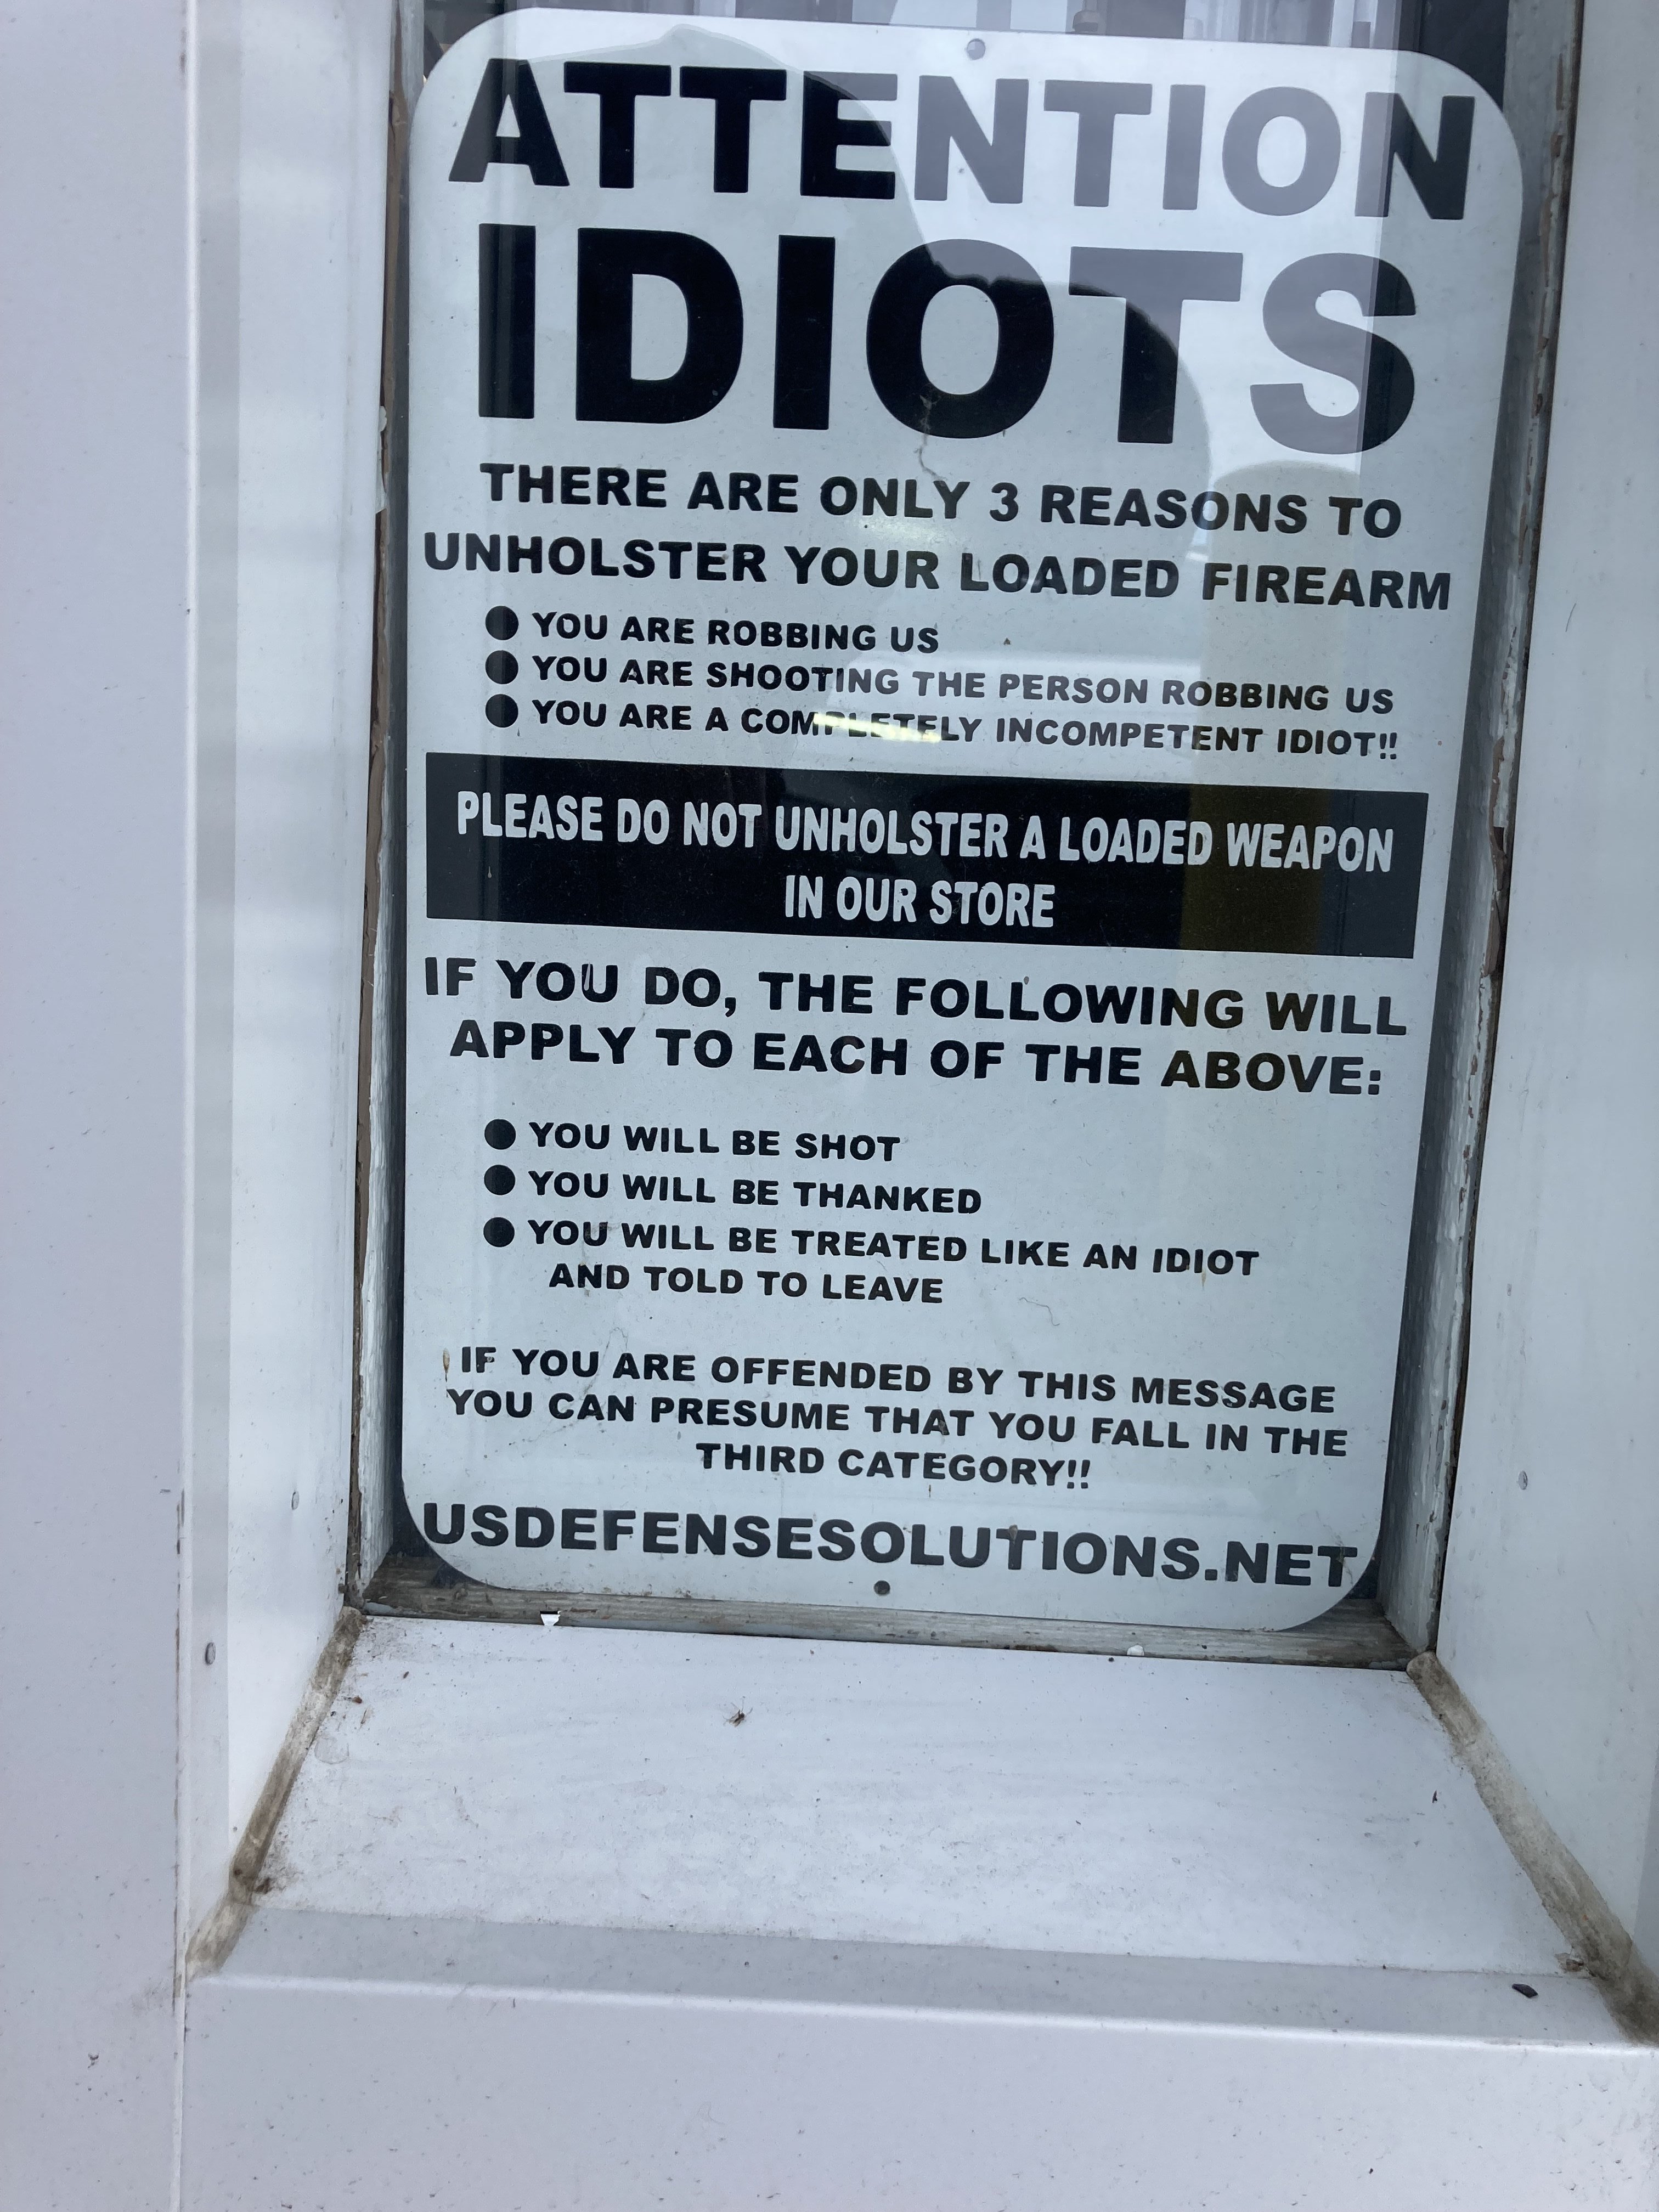 ATTENTION
IDIOTS
THERE ARE ONLY 3 REASONS TO
UNHOLSTER YOUR LOADED FIREARM
● YOU ARE ROBBING US
● YOU ARE SHOOTING THE PERSON ROBBING US
● YOU ARE A COMPLETELY INCOMPETENT IDIOT!!
PLEASE DO NOT UNHOLSTER A LOADED WEAPON
IN OUR STORE
IF YOU DO, THE FOLLOWING WILL
APPLY TO EACH OF THE ABOVE:
● YOU WILL BE SHOT
● YOU WILL BE THANKED
● YOU WILL BE TREATED LIKE AN IDIOT
AND TOLD TO LEAVE
IF YOU ARE OFFENDED BY THIS MESSAGE
YOU CAN PRESUME THAT YOU FALL IN THE
THIRD CATEGORY!!
USDEFENSESOLUTIONS.NET